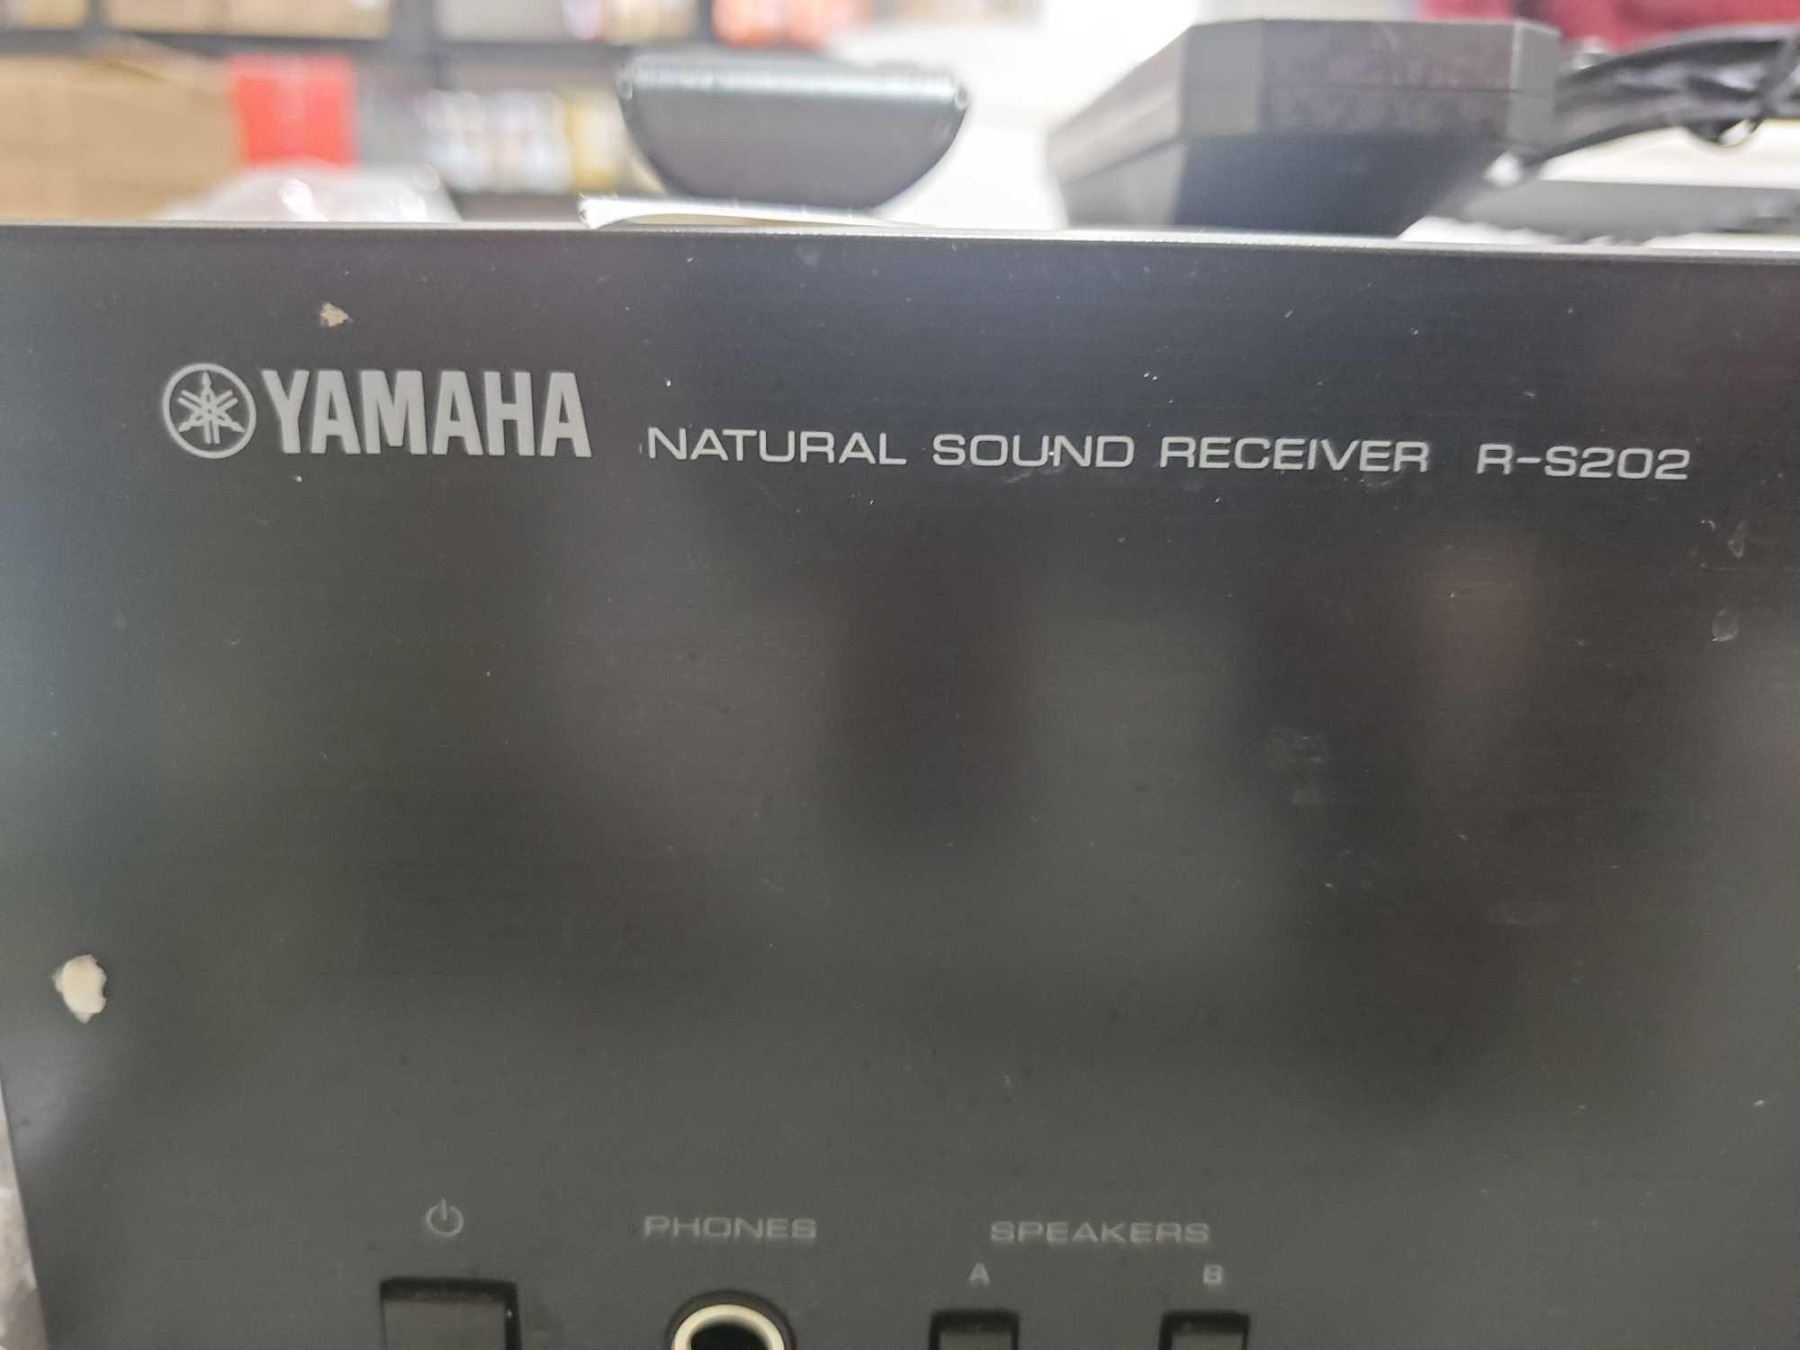 YAMAHA NATURAL SOUND RECEIVER R-S202
PHONES SPEAKERS
A B